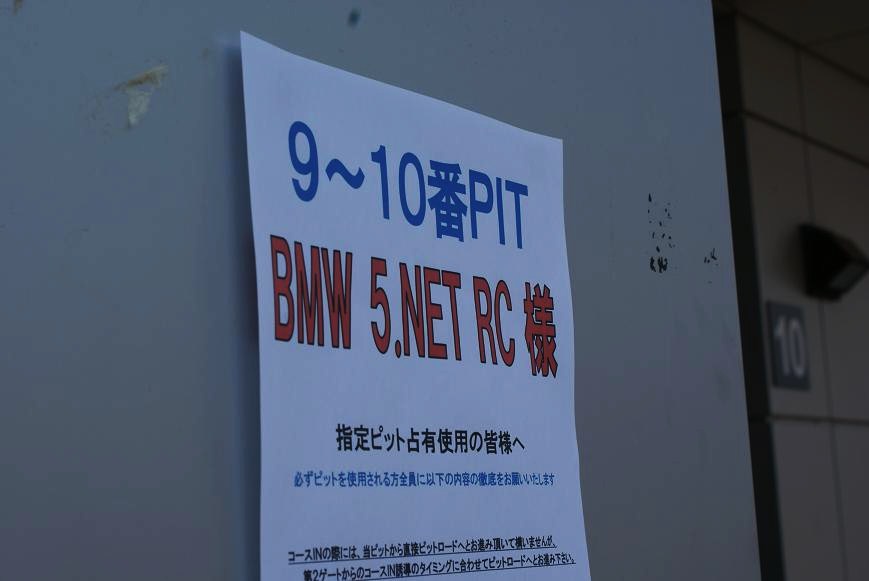 9～10番PIT
BMW 5.NET RC 様
指定ピット占有使用の皆様へ
必ずピットを使用される方全員に以下の内容の徹底をお願いいたします
コースINの際には、当ピットから直接ピットロードへとお進み頂いて構いませんが、
第2ゲートからのコースIN誘導のタイミングに合わせてピットロードへとお進み下さい。
10